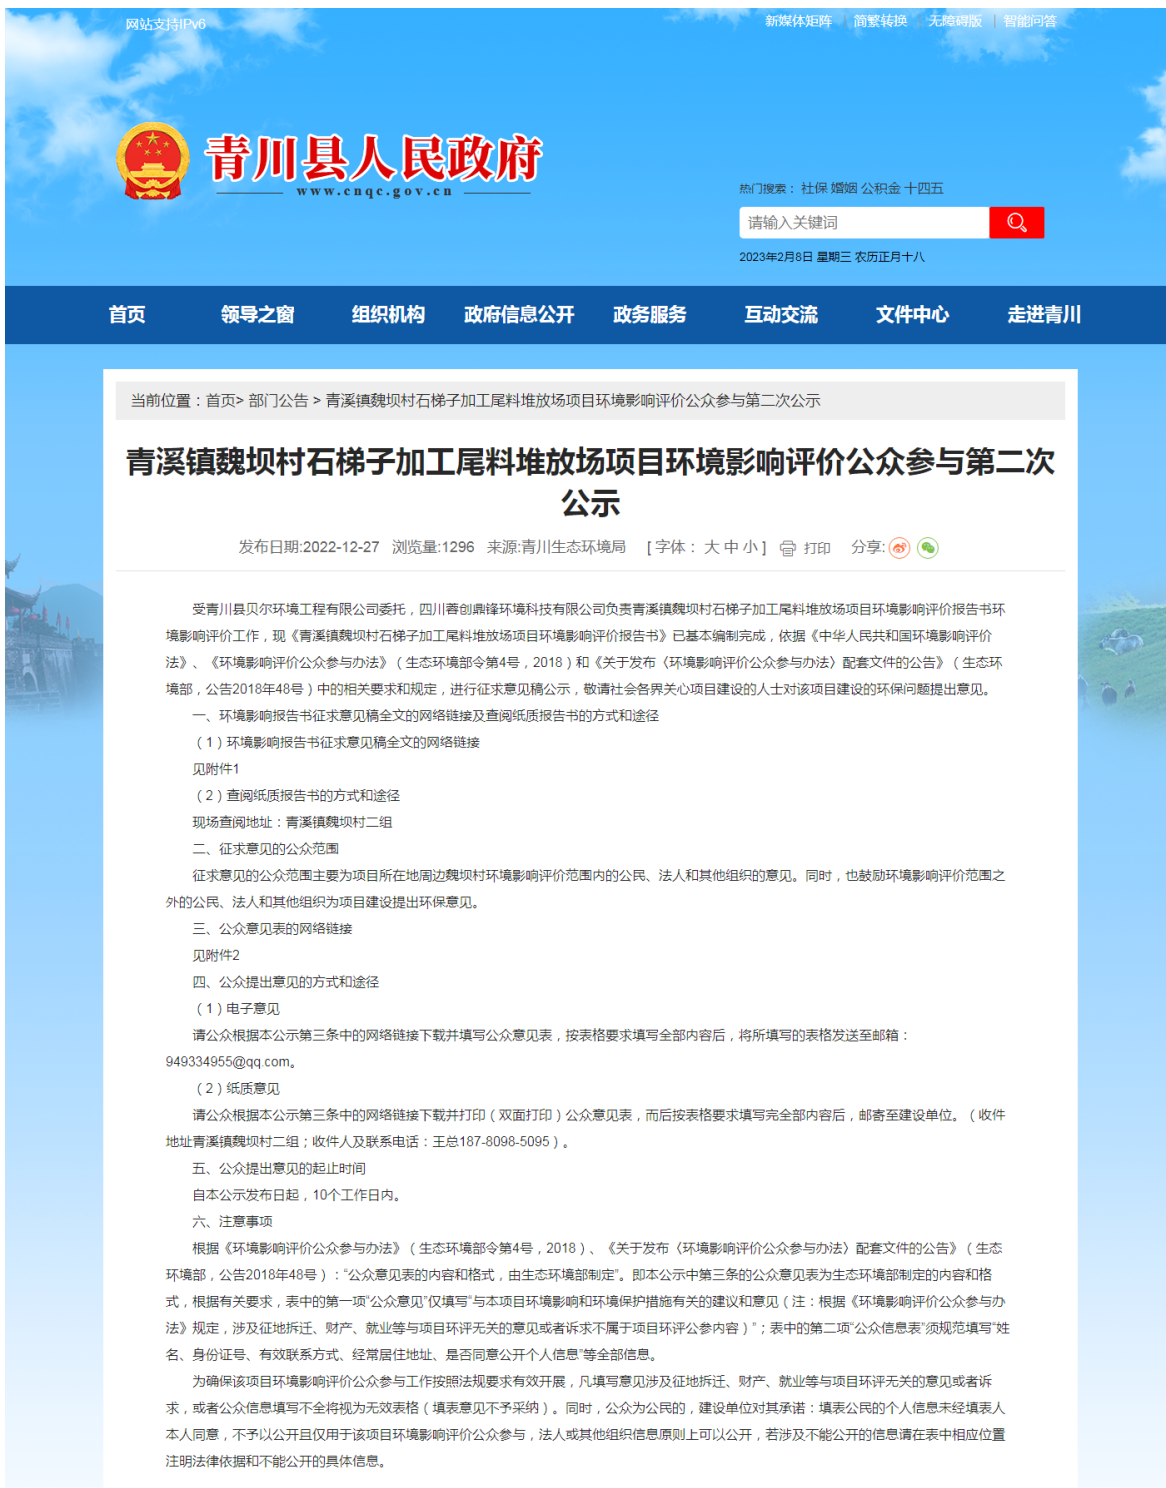 网站支持IPv6
新媒体矩阵 | 简繁转换 | 无障碍版 | 智能问答
青川县人民政府
www.cnqc.gov.cn
热门搜索： 社保 婚姻 公积金 十四五
请输入关键词
2023年2月8日 星期三 农历正月十八
首页 领导之窗 组织机构 政府信息公开 政务服务 互动交流 文件中心 走进青川
当前位置：首页> 部门公告 > 青溪镇魏坝村石梯子加工尾料堆放场项目环境影响评价公众参与第二次公示
青溪镇魏坝村石梯子加工尾料堆放场项目环境影响评价公众参与第二次
公示
发布日期:2022-12-27 浏览量:1296 来源:青川生态环境局 [ 字体： 大 中 小 ] 打印 分享:
受青川县贝尔环境工程有限公司委托，四川蓉创鼎锋环境科技有限公司负责青溪镇魏坝村石梯子加工尾料堆放场项目环境影响评价报告书环
境影响评价工作，现《青溪镇魏坝村石梯子加工尾料堆放场项目环境影响评价报告书》已基本编制完成，依据《中华人民共和国环境影响评价
法》、《环境影响评价公众参与办法》（生态环境部令第4号，2018）和《关于发布〈环境影响评价公众参与办法〉配套文件的公告》（生态环
境部，公告2018年48号）中的相关要求和规定，进行征求意见稿公示，敬请社会各界关心项目建设的人士对该项目建设的环保问题提出意见。
一、环境影响报告书征求意见稿全文的网络链接及查阅纸质报告书的方式和途径
（1）环境影响报告书征求意见稿全文的网络链接
见附件1
（2）查阅纸质报告书的方式和途径
现场查阅地址：青溪镇魏坝村二组
二、征求意见的公众范围
征求意见的公众范围主要为项目所在地周边魏坝村环境影响评价范围内的公民、法人和其他组织的意见。同时，也鼓励环境影响评价范围之
外的公民、法人和其他组织为项目建设提出环保意见。
三、公众意见表的网络链接
见附件2
四、公众提出意见的方式和途径
（1）电子意见
请公众根据本公示第三条中的网络链接下载并填写公众意见表，按表格要求填写全部内容后，将所填写的表格发送至邮箱：
949334955@qq.com。
（2）纸质意见
请公众根据本公示第三条中的网络链接下载并打印（双面打印）公众意见表，而后按表格要求填写完全部内容后，邮寄至建设单位。（收件
地址青溪镇魏坝村二组；收件人及联系电话：王总187-8098-5095）。
五、公众提出意见的起止时间
自本公示发布日起，10个工作日内。
六、注意事项
根据《环境影响评价公众参与办法》（生态环境部令第4号，2018）、《关于发布〈环境影响评价公众参与办法〉配套文件的公告》（生态
环境部，公告2018年48号）：“公众意见表的内容和格式，由生态环境部制定”。即本公示中第三条的公众意见表为生态环境部制定的内容和格
式，根据有关要求，表中的第一项“公众意见”仅填写“与本项目环境影响和环境保护措施有关的建议和意见（注：根据《环境影响评价公众参与办
法》规定，涉及征地拆迁、财产、就业等与项目环评无关的意见或者诉求不属于项目环评公参内容）”；表中的第二项“公众信息表”须规范填写“姓
名、身份证号、有效联系方式、经常居住地址、是否同意公开个人信息”等全部信息。
为确保该项目环境影响评价公众参与工作按照法规要求有效开展，凡填写意见涉及征地拆迁、财产、就业等与项目环评无关的意见或者诉
求，或者公众信息填写不全将视为无效表格（填表意见不予采纳）。同时，公众为公民的，建设单位对其承诺：填表公民的个人信息未经填表人
本人同意，不予以公开且仅用于该项目环境影响评价公众参与，法人或其他组织信息原则上可以公开，若涉及不能公开的信息请在表中相应位置
注明法律依据和不能公开的具体信息。